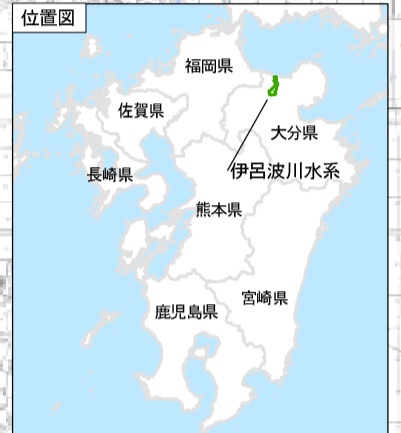 位置図
福岡県
佐賀県
大分県
長崎県
伊呂波川水系
熊本県
宮崎県
鹿児島県